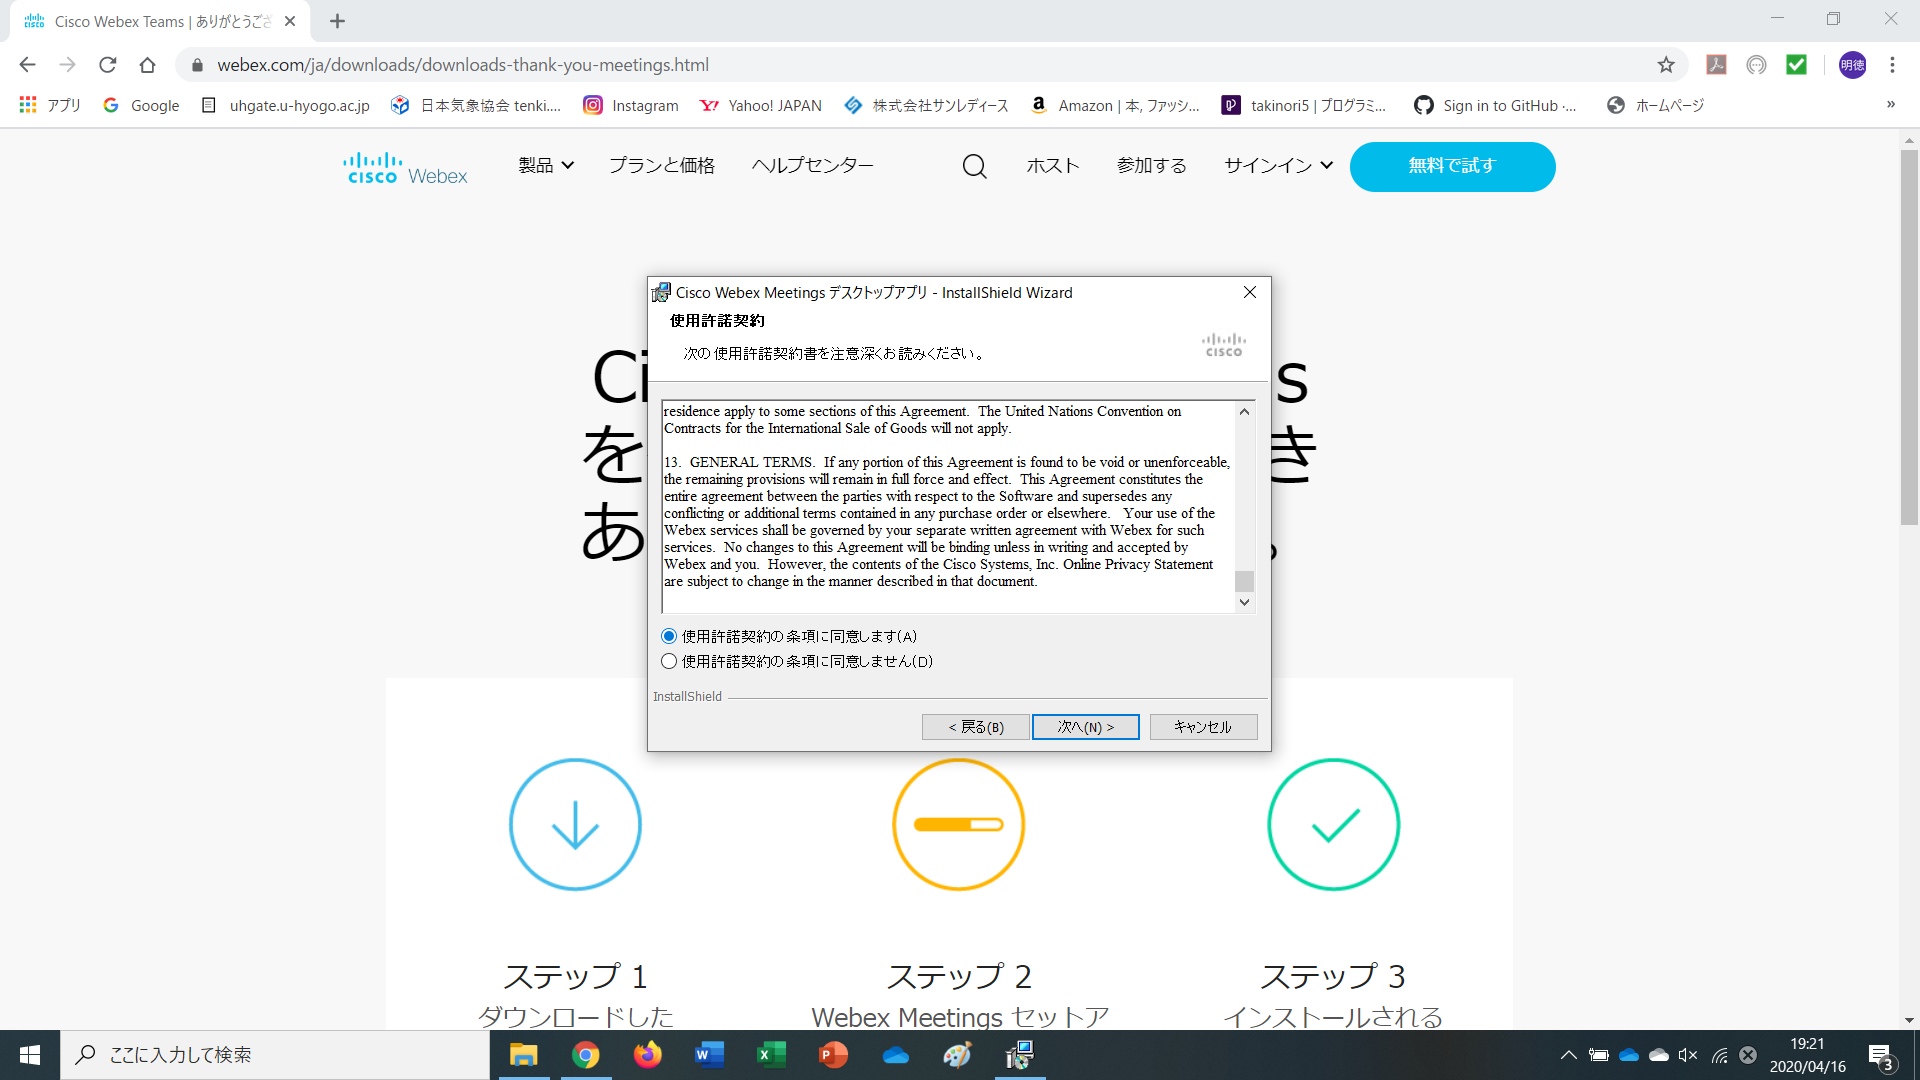 Cisco Webex Teams | ありがとうござ
webex.com/ja/downloads/downloads-thank-you-meetings.html
明徳
アプリ
Google
uhgate.u-hyogo.ac.jp
日本気象協会 tenki....
Instagram
Yahoo! JAPAN
株式会社サンレディース
Amazon | 本, ファッシ...
takinori5 | プログラミ...
Sign in to GitHub ·...
ホームページ
»
CISCO Webex
製品
プランと価格
ヘルプセンター
ホスト
参加する
サインイン
無料で試す
Cisco Webex Meetings デスクトップアプリ - InstallShield Wizard
使用許諾契約
次の使用許諾契約書を注意深くお読みください。
CISCO
residence apply to some sections of this Agreement. The United Nations Convention on
Contracts for the International Sale of Goods will not apply.
13. GENERAL TERMS. If any portion of this Agreement is found to be void or unenforceable,
the remaining provisions will remain in full force and effect. This Agreement constitutes the
entire agreement between the parties with respect to the Software and supersedes any
conflicting or additional terms contained in any purchase order or elsewhere. Your use of the
Webex services shall be governed by your separate written agreement with Webex for such
services. No changes to this Agreement will be binding unless in writing and accepted by
Webex and you. However, the contents of the Cisco Systems, Inc. Online Privacy Statement
are subject to change in the manner described in that document.
使用許諾契約の条項に同意します(A)
使用許諾契約の条項に同意しません(D)
InstallShield
< 戻る(B)
次へ(N) >
キャンセル
ステップ 1
ステップ 2
ステップ 3
ダウンロードした
Webex Meetings セットア
インストールされる
ここに入力して検索
19:21
2020/04/16
3